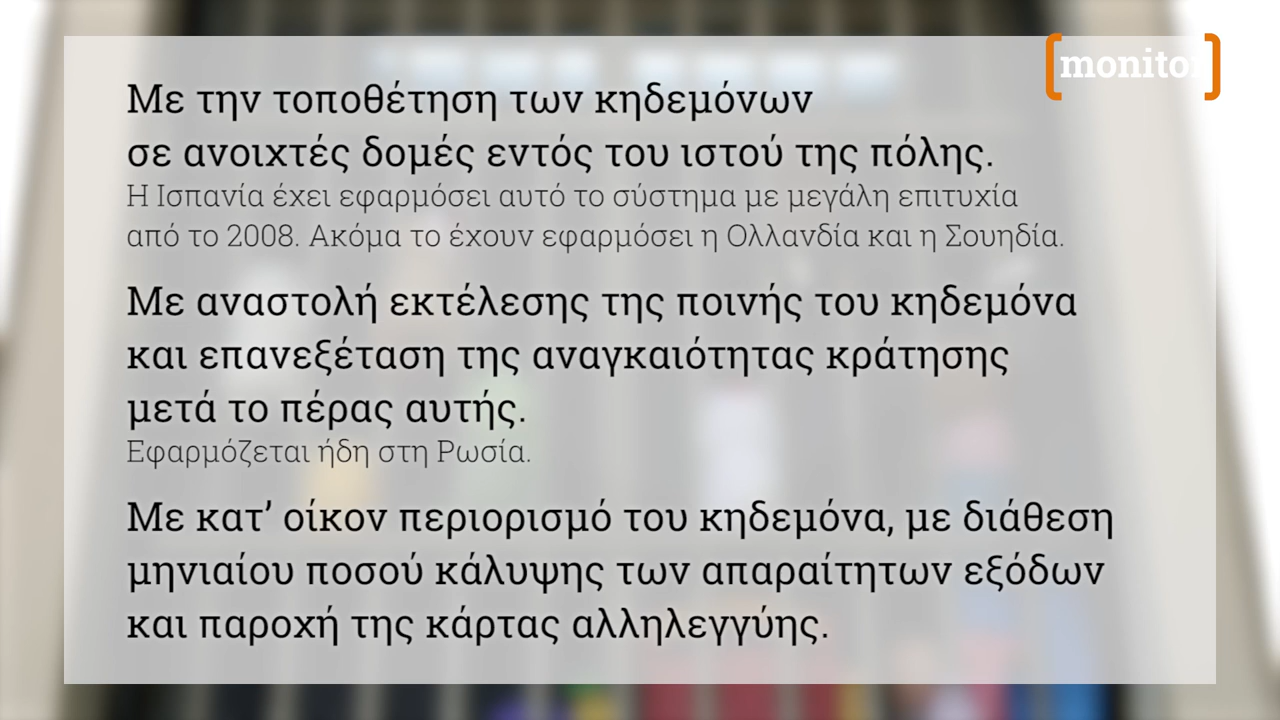 [monitor]
Με την τοποθέτηση των κηδεμόνων
σε ανοιχτές δομές εντός του ιστού της πόλης.
Η Ισπανία έχει εφαρμόσει αυτό το σύστημα με μεγάλη επιτυχία
από το 2008. Ακόμα το έχουν εφαρμόσει η Ολλανδία και η Σουηδία.
Με αναστολή εκτέλεσης της ποινής του κηδεμόνα
και επανεξέταση της αναγκαιότητας κράτησης
μετά το πέρας αυτής.
Εφαρμόζεται ήδη στη Ρωσία.
Με κατ’ οίκον περιορισμό του κηδεμόνα, με διάθεση
μηνιαίου ποσού κάλυψης των απαραίτητων εξόδων
και παροχή της κάρτας αλληλεγγύης.